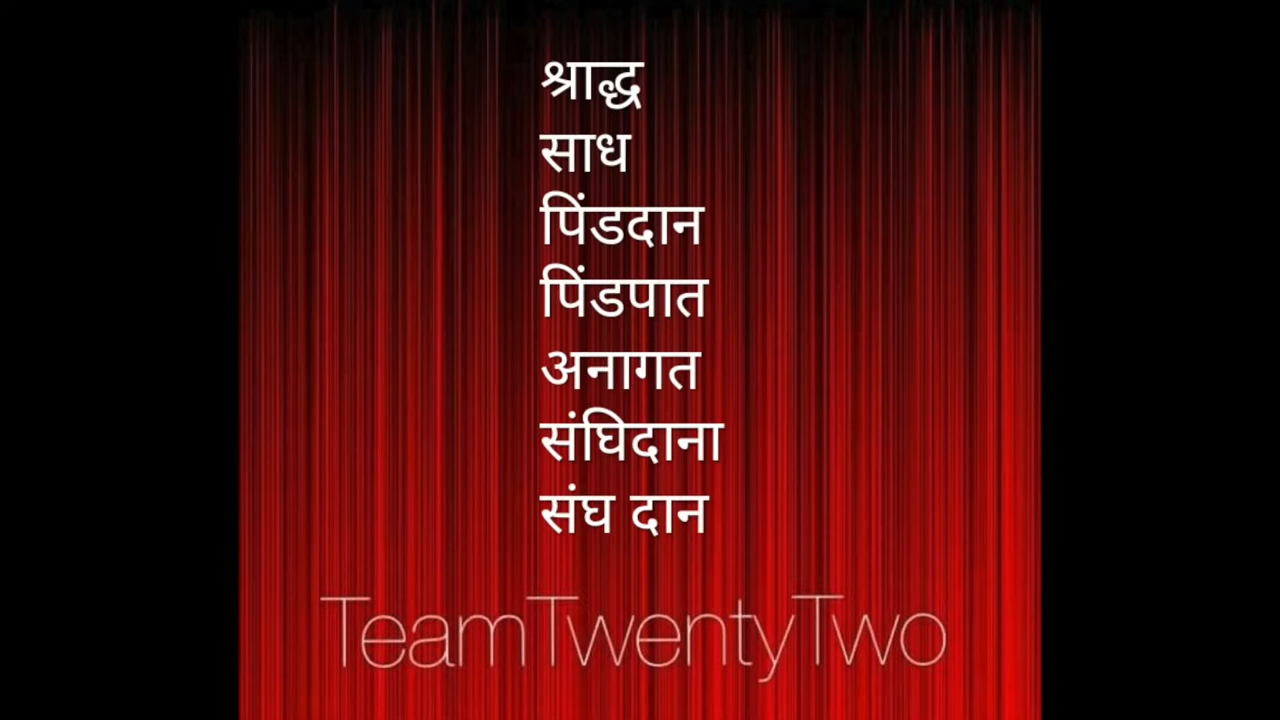 श्राद्ध
साध
पिंडदान
पिंडपात
अनागत
संघिदाना
संघ दान
TeamTwentyTwo